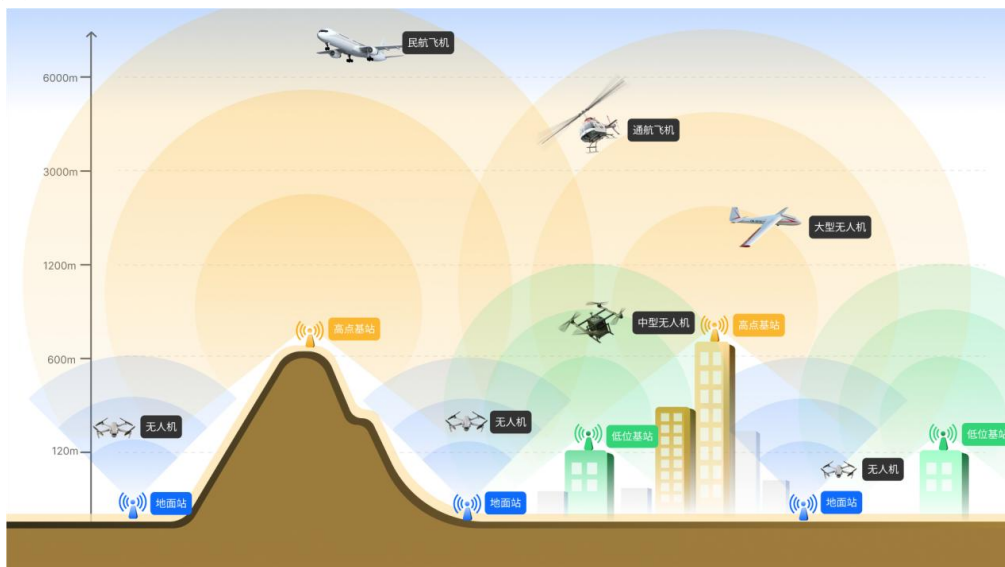 民航飞机
6000m
通航飞机
3000m
大型无人机
1200m
中型无人机
高点基站
高点基站
600m
无人机
无人机
低位基站
低位基站
120m
无人机
地面站
地面站
地面站